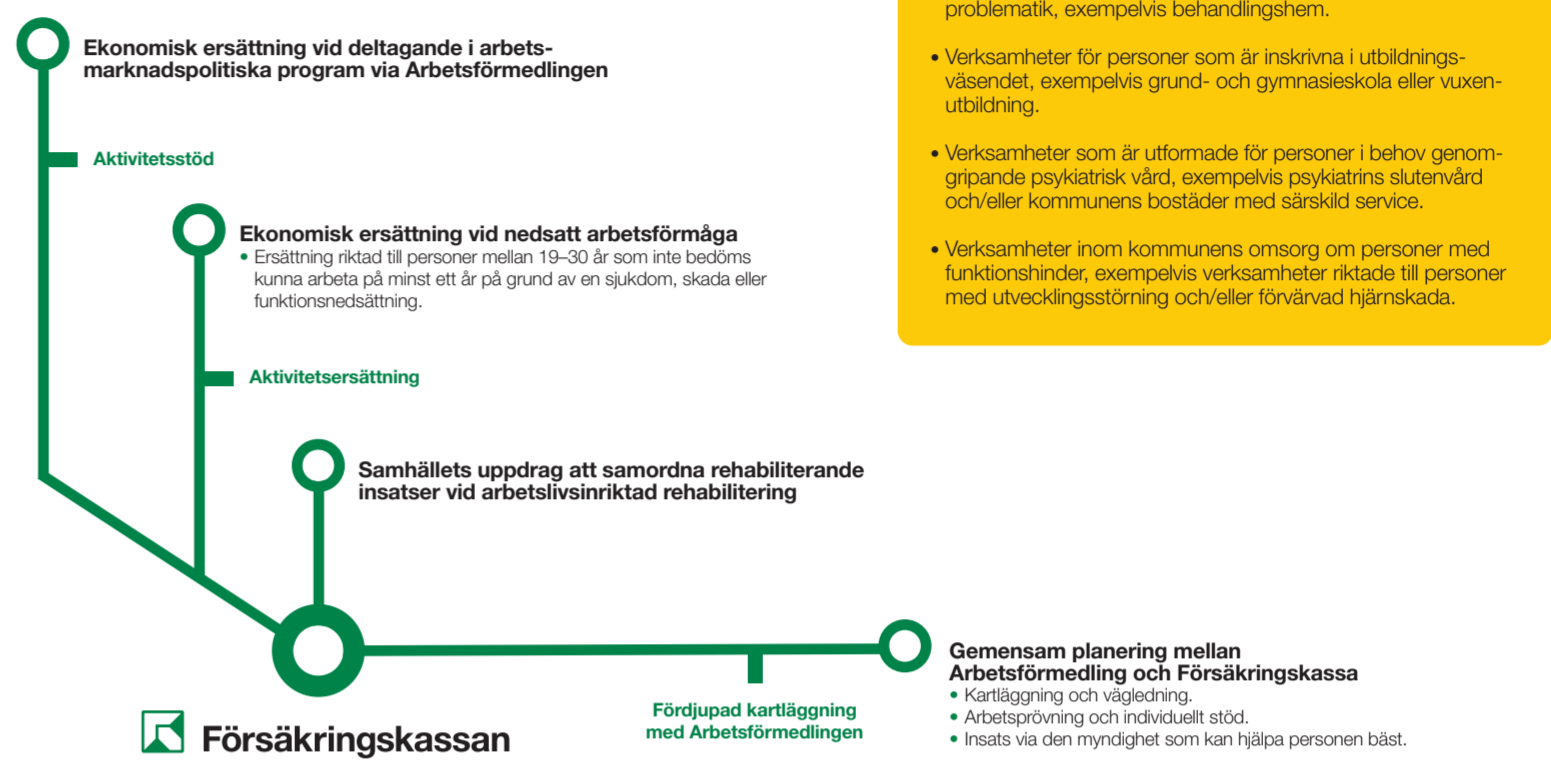 Ekonomisk ersättning vid deltagande i arbets-
marknadspolitiska program via Arbetsförmedlingen
Aktivitetsstöd
Ekonomisk ersättning vid nedsatt arbetsförmåga
• Ersättning riktad till personer mellan 19–30 år som inte bedöms
kunna arbeta på minst ett år på grund av en sjukdom, skada eller
funktionsnedsättning.
Aktivitetsersättning
Samhällets uppdrag att samordna rehabiliterande
insatser vid arbetslivsinriktad rehabilitering
Försäkringskassan
Fördjupad kartläggning
med Arbetsförmedlingen
Gemensam planering mellan
Arbetsförmedling och Försäkringskassa
• Kartläggning och vägledning.
• Arbetsprövning och individuellt stöd.
• Insats via den myndighet som kan hjälpa personen bäst.
problematik, exempelvis behandlingshem.
• Verksamheter för personer som är inskrivna i utbildnings-
väsendet, exempelvis grund- och gymnasieskola eller vuxen-
utbildning.
• Verksamheter som är utformade för personer i behov genom-
gripande psykiatrisk vård, exempelvis psykiatrins slutenvård
och/eller kommunens bostäder med särskild service.
• Verksamheter inom kommunens omsorg om personer med
funktionshinder, exempelvis verksamheter riktade till personer
med utvecklingsstörning och/eller förvärvad hjärnskada.